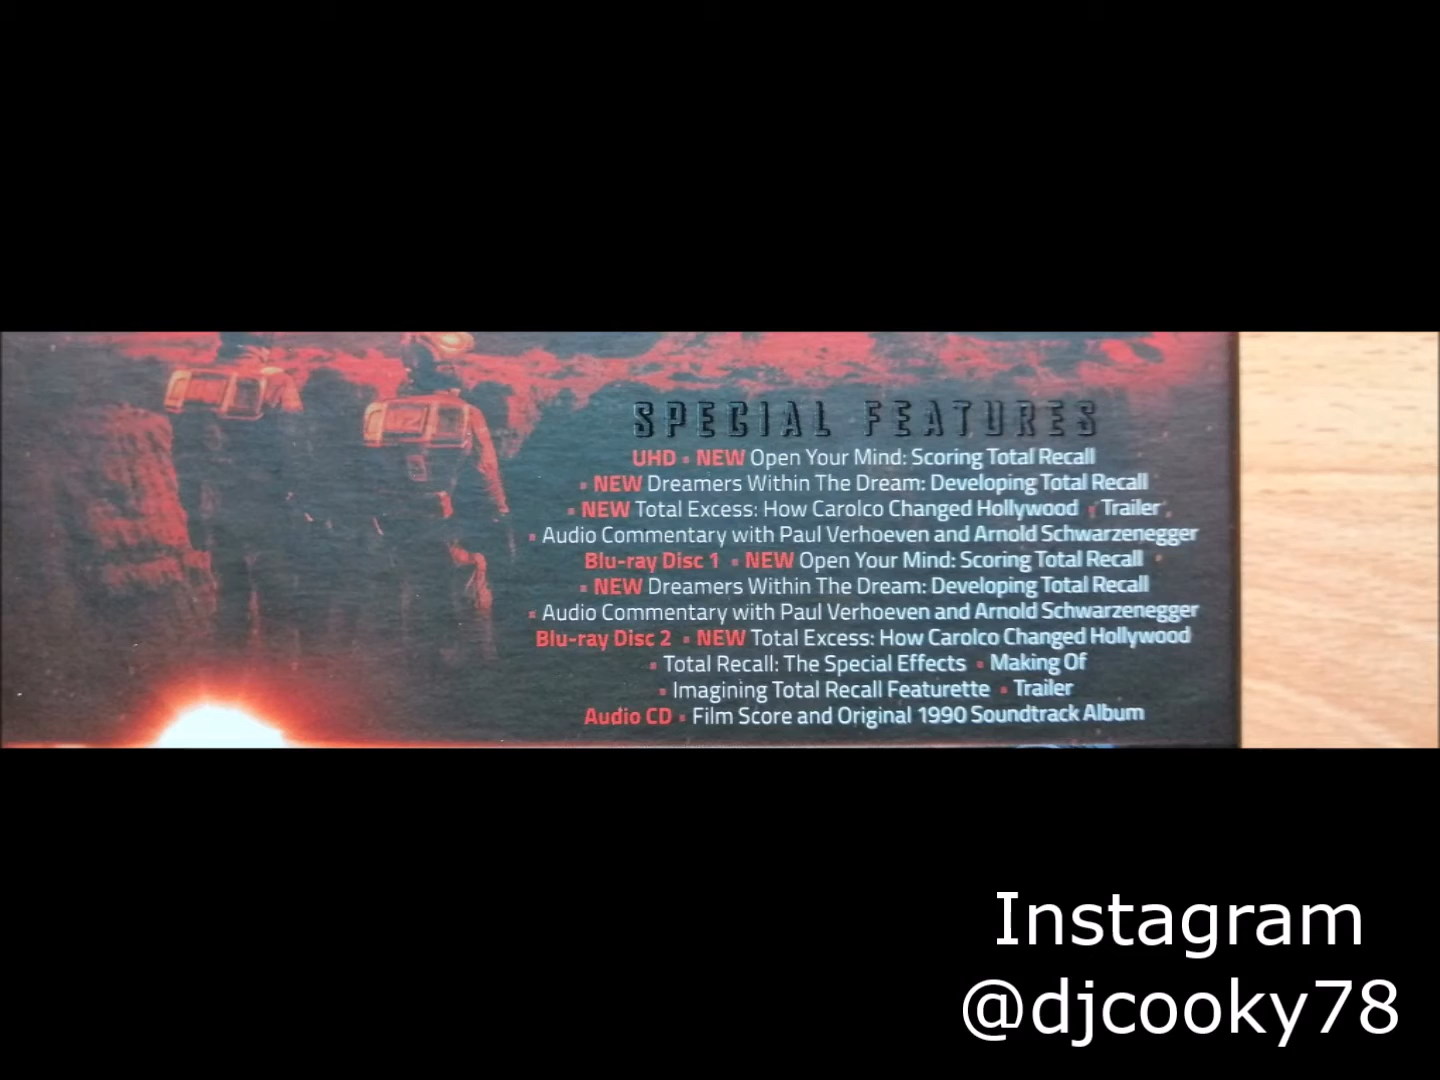 SPECIAL FEATURES
UHD • NEW Open Your Mind: Scoring Total Recall
• NEW Dreamers Within The Dream: Developing Total Recall
• NEW Total Excess: How Carolco Changed Hollywood • Trailer
• Audio Commentary with Paul Verhoeven and Arnold Schwarzenegger
Blu-ray Disc 1 • NEW Open Your Mind: Scoring Total Recall
• NEW Dreamers Within The Dream: Developing Total Recall
• Audio Commentary with Paul Verhoeven and Arnold Schwarzenegger
Blu-ray Disc 2 • NEW Total Excess: How Carolco Changed Hollywood
• Total Recall: The Special Effects • Making Of
• Imagining Total Recall Featurette • Trailer
Audio CD • Film Score and Original 1990 Soundtrack Album
Instagram
@djcooky78